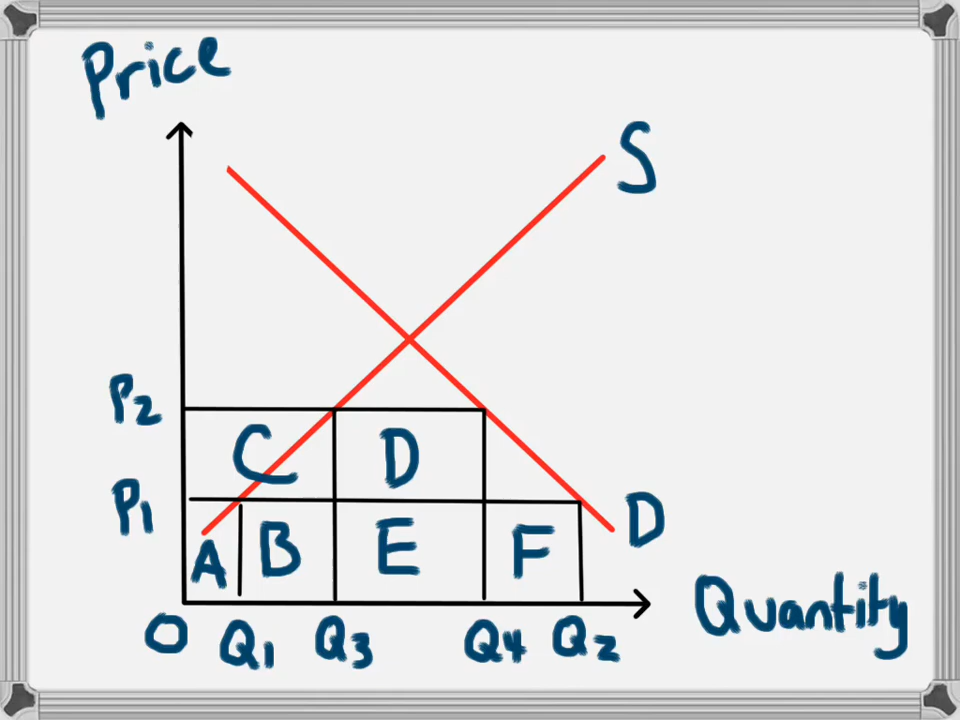 Price
S
P2
C D
P1
D
A B E F
O Q1 Q3 Q4 Q2
Quantity